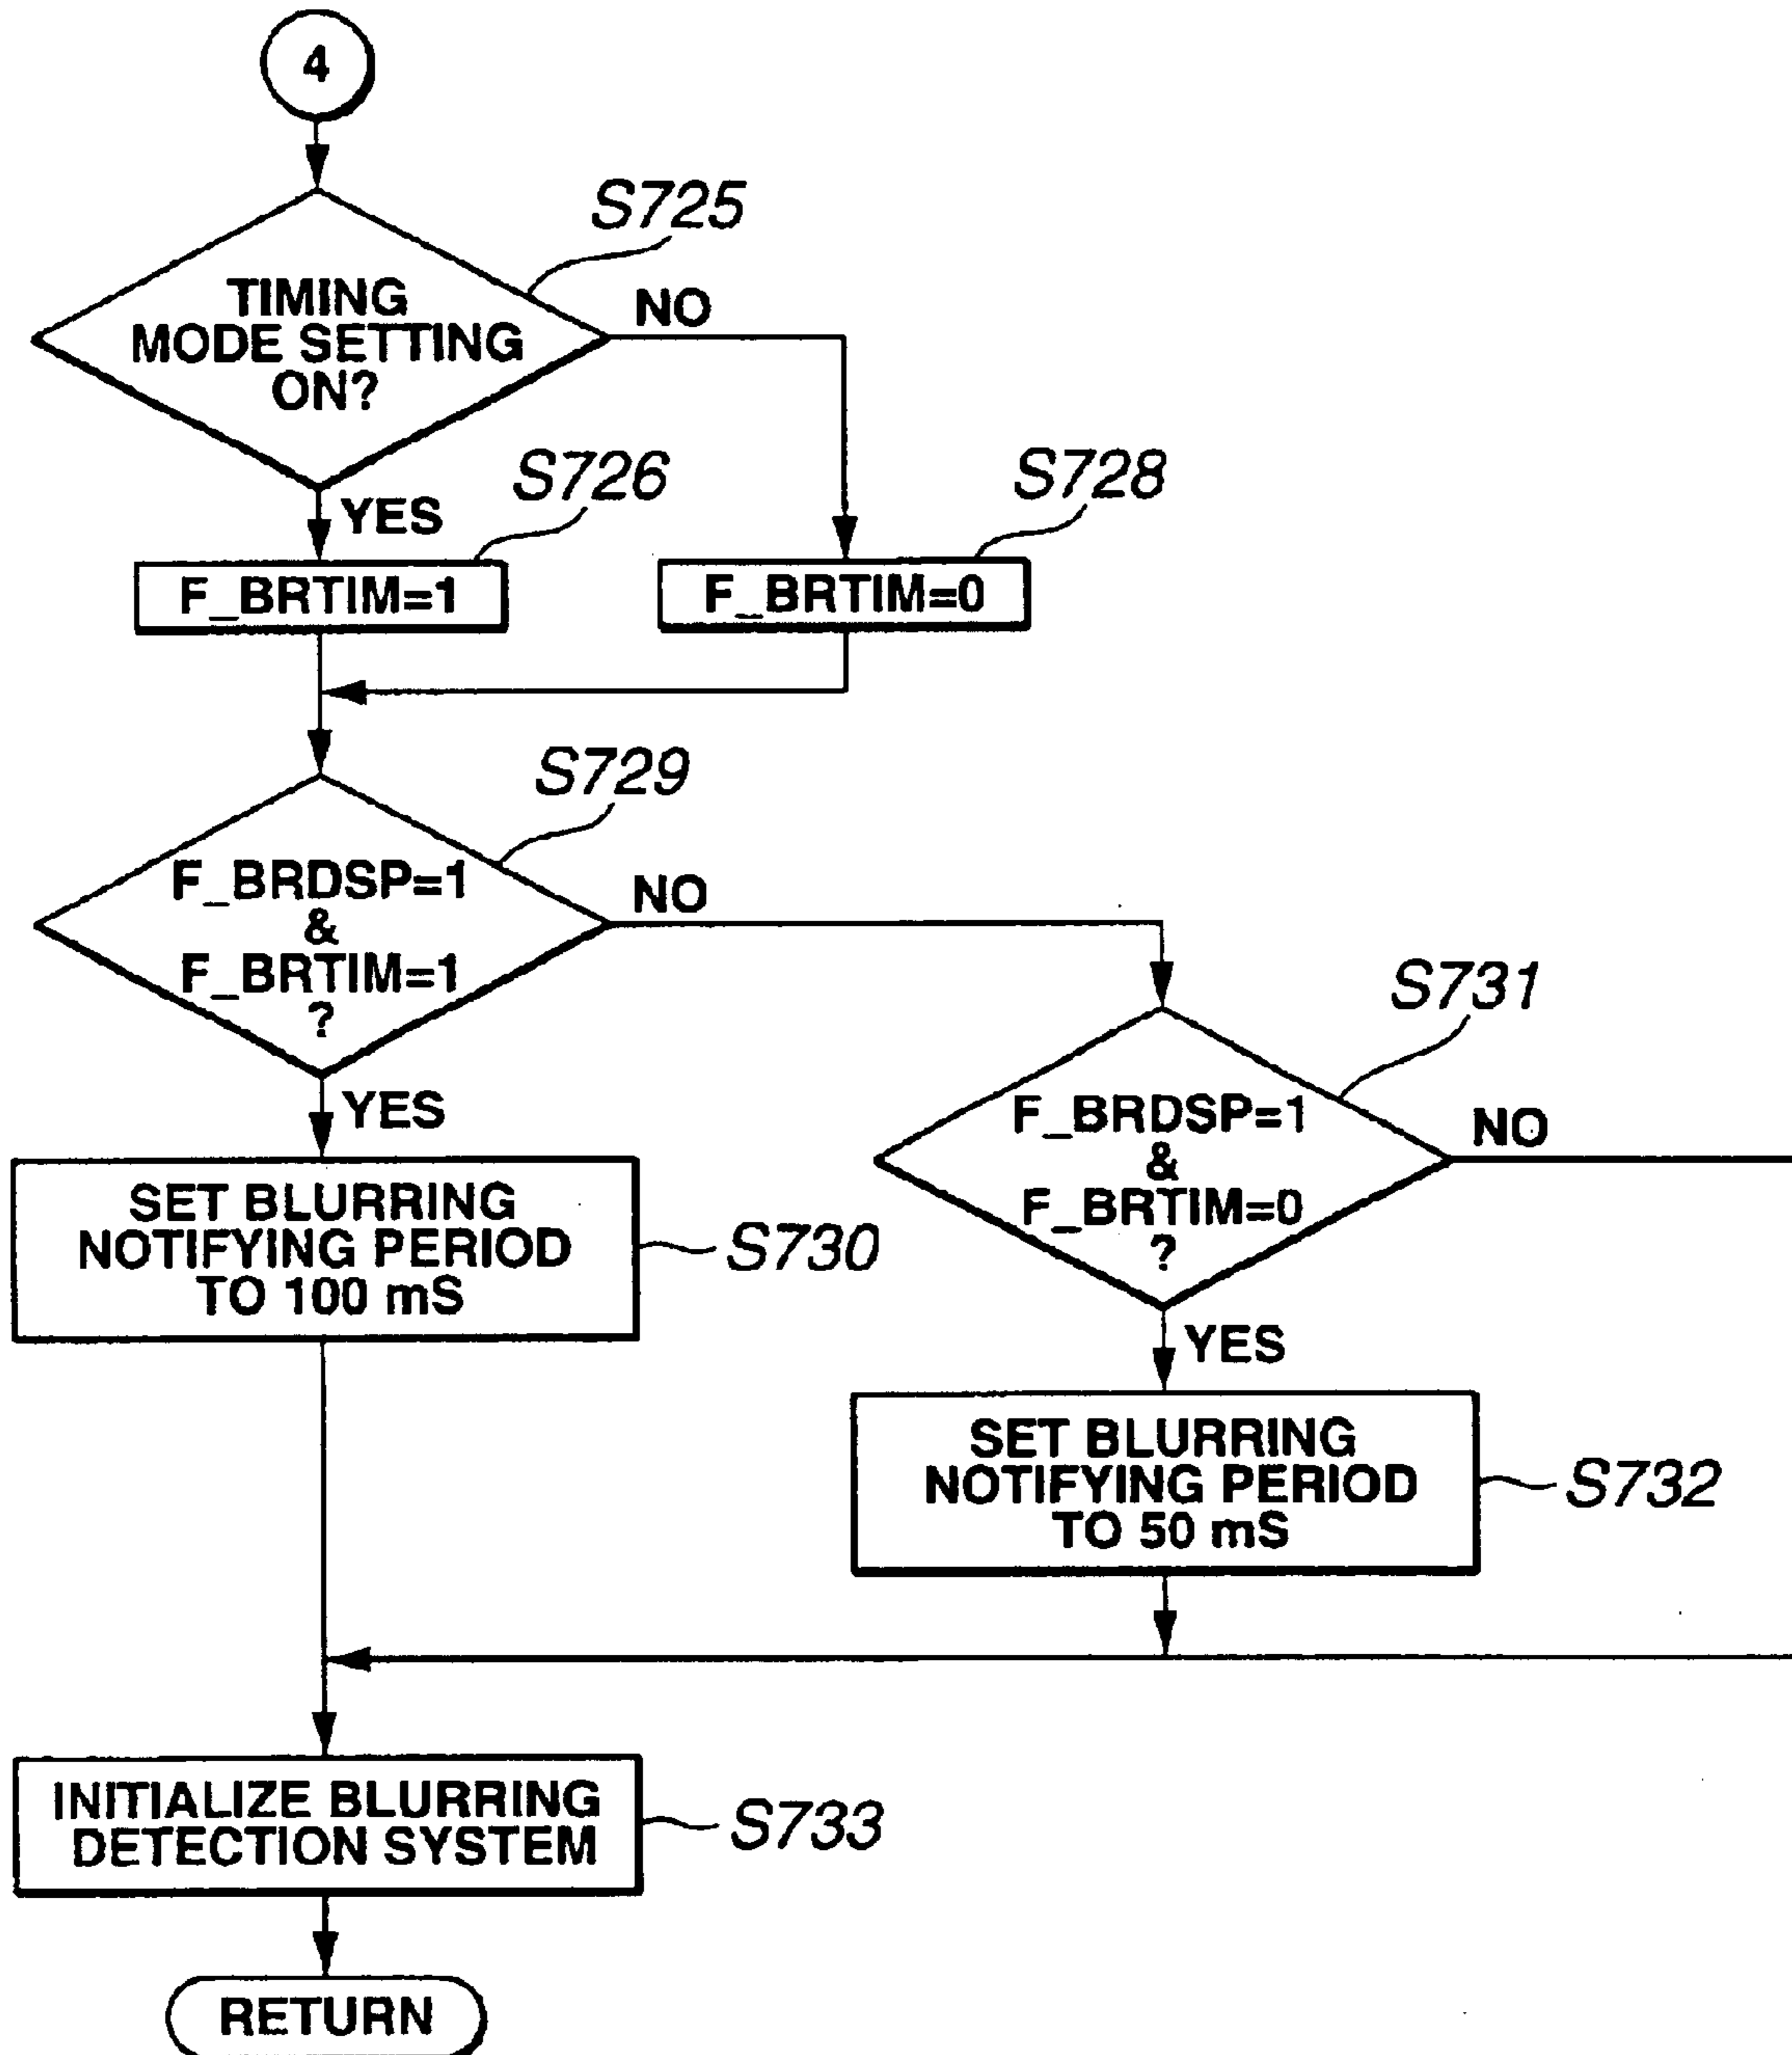 4
S725
TIMING
MODE SETTING
ON?
NO
YES
S726
S728
F_BRTIM=1
F_BRTIM=0
S729
F_BRDSP=1
&
F_BRTIM=1
?
NO
YES
S731
F_BRDSP=1
&
F_BRTIM=0
?
NO
YES
SET BLURRING
NOTIFYING PERIOD
TO 100 mS
S730
SET BLURRING
NOTIFYING PERIOD
TO 50 mS
S732
INITIALIZE BLURRING
DETECTION SYSTEM
S733
RETURN